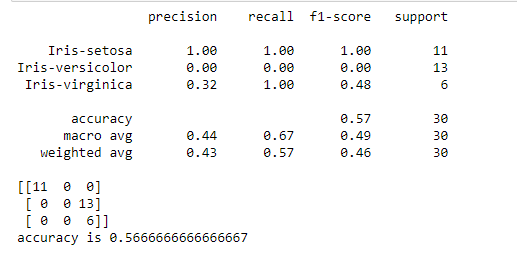 precision recall f1-score support
Iris-setosa 1.00 1.00 1.00 11
Iris-versicolor 0.00 0.00 0.00 13
Iris-virginica 0.32 1.00 0.48 6
accuracy 0.57 30
macro avg 0.44 0.67 0.49 30
weighted avg 0.43 0.57 0.46 30
[[11 0 0]
[ 0 0 13]
[ 0 0 6]]
accuracy is 0.5666666666666667